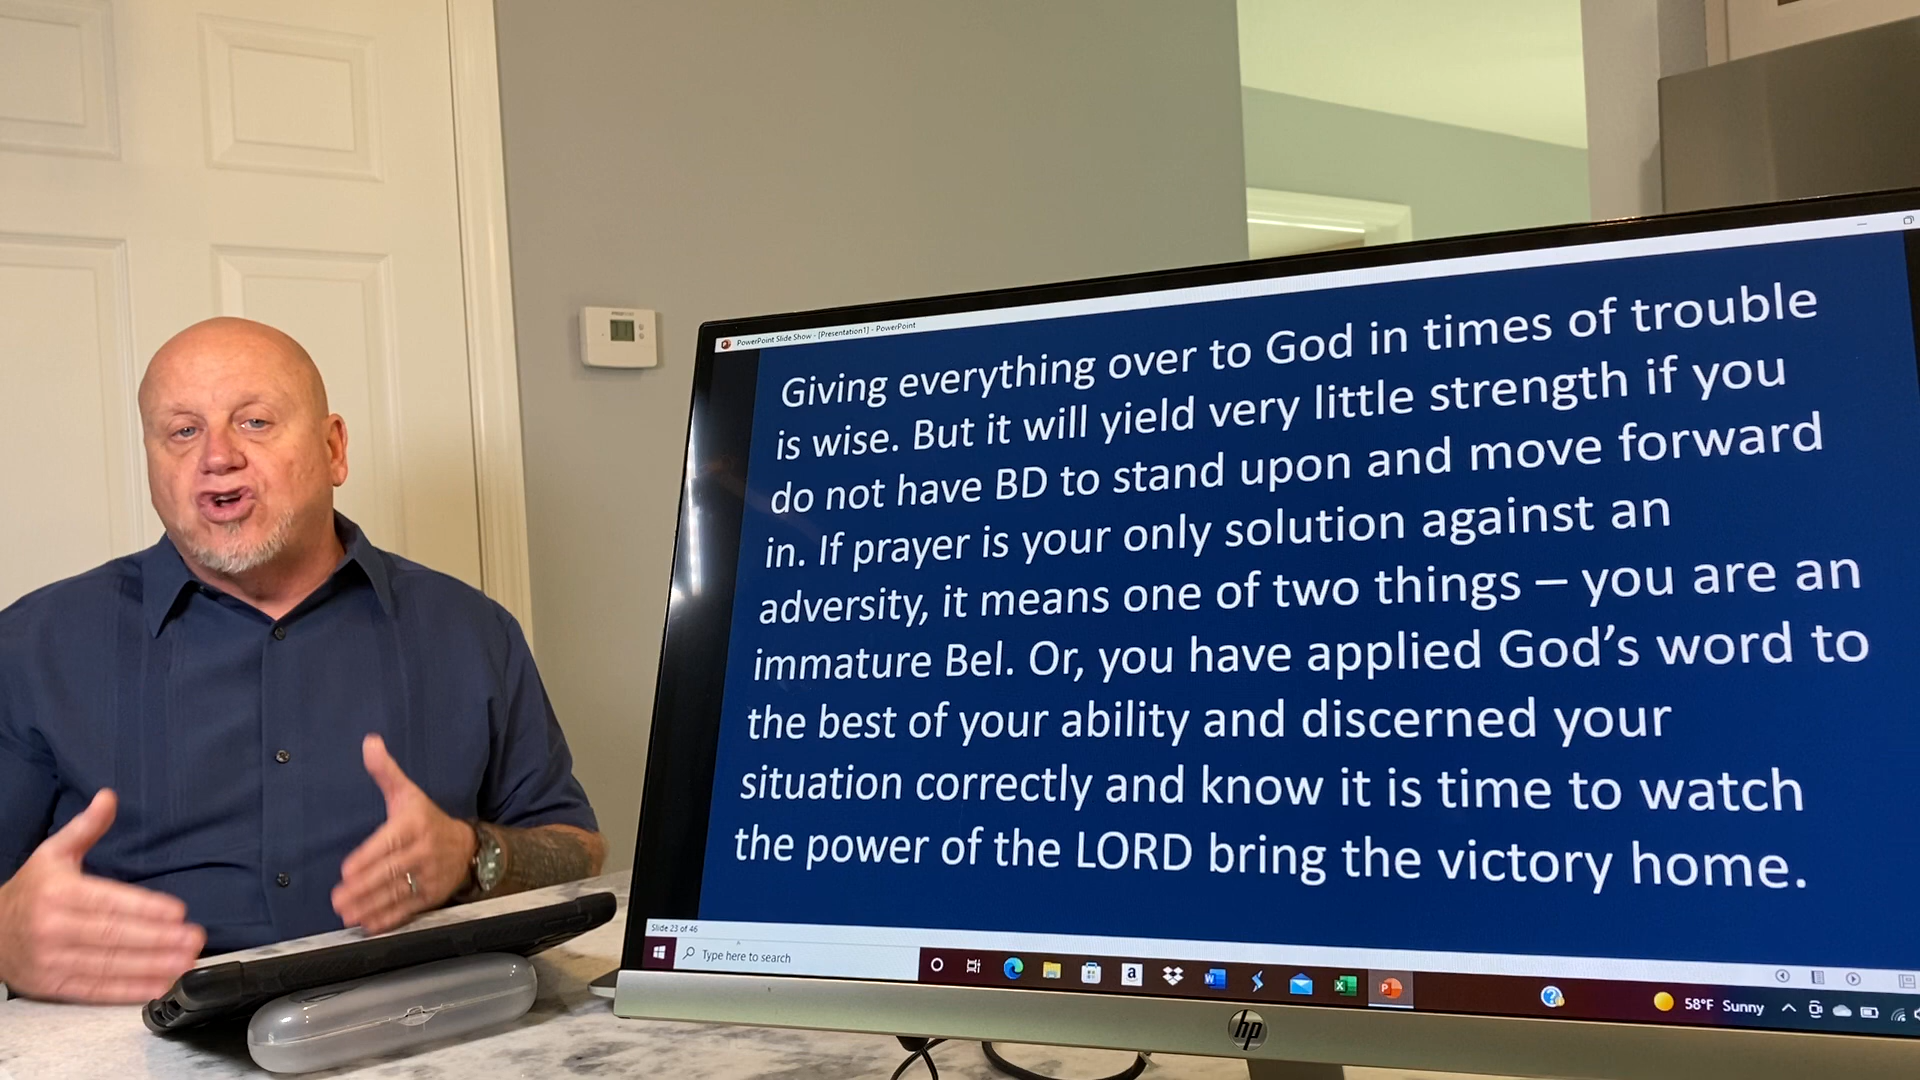 PowerPoint Slide Show - [Presentation1] - PowerPoint
Giving everything over to God in times of trouble
is wise. But it will yield very little strength if you
do not have BD to stand upon and move forward
in. If prayer is your only solution against an
adversity, it means one of two things – you are an
immature Bel. Or, you have applied God’s word to
the best of your ability and discerned your
situation correctly and know it is time to watch
the power of the LORD bring the victory home.
Slide 23 of 46
Type here to search
58°F Sunny
hp